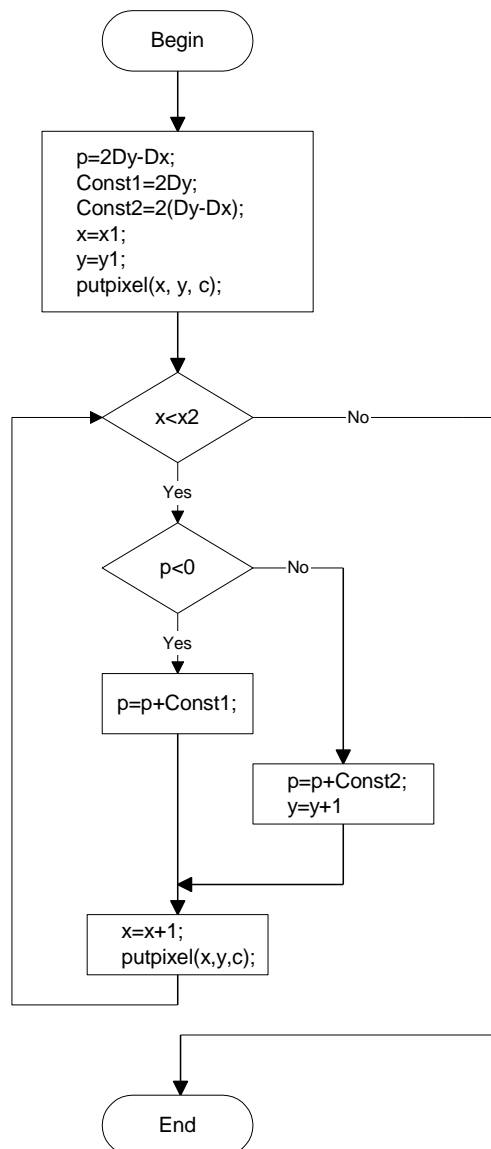 Begin
p=2Dy-Dx;
Const1=2Dy;
Const2=2(Dy-Dx);
x=x1;
y=y1;
putpixel(x, y, c);
x<x2
No
Yes
p<0
No
Yes
p=p+Const1;
p=p+Const2;
y=y+1
x=x+1;
putpixel(x,y,c);
End